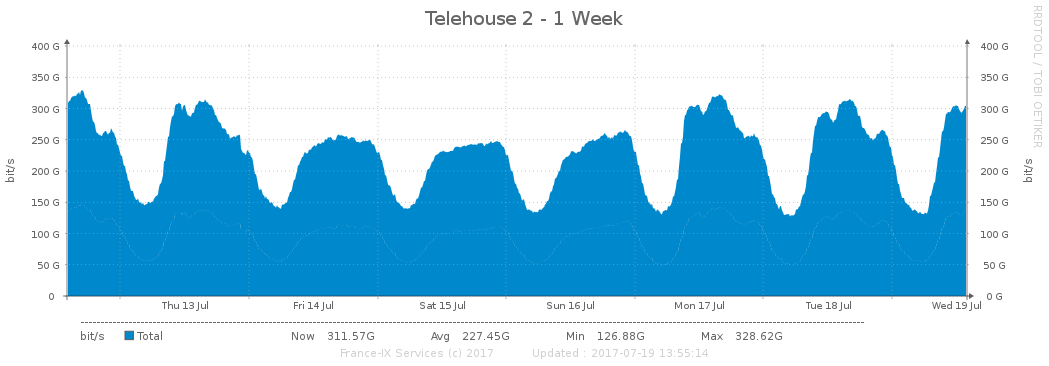 Telehouse 2 - 1 Week
RRDTOOL / TOBI OETIKER
400 G 400 G
350 G 350 G
300 G 300 G
250 G 250 G
200 G 200 G
150 G 150 G
100 G 100 G
50 G 50 G
0 0 G
bit/s bit/s
Thu 13 Jul Fri 14 Jul Sat 15 Jul Sun 16 Jul Mon 17 Jul Tue 18 Jul Wed 19 Jul
bit/s Total Now 311.57G Avg 227.45G Min 126.88G Max 328.62G
France-IX Services (c) 2017 Updated : 2017-07-19 13:55:14